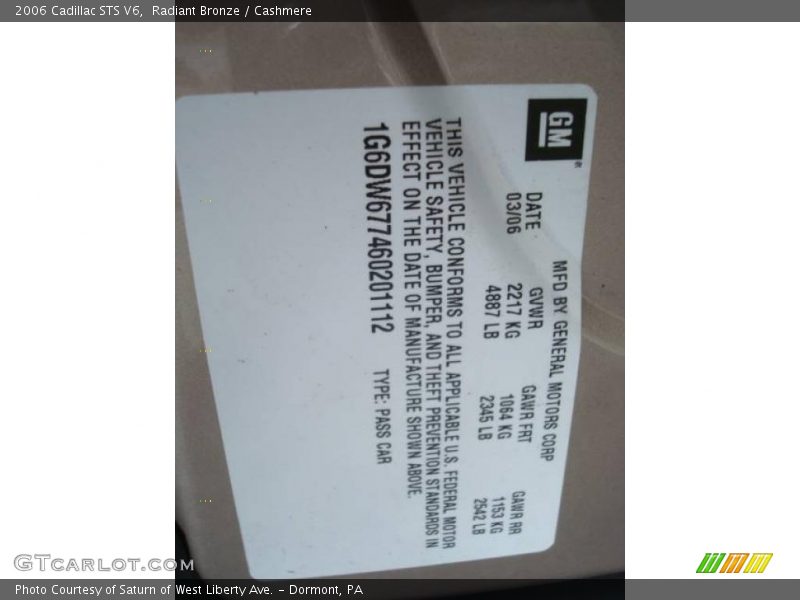 2006 Cadillac STS V6,  Radiant Bronze / Cashmere
GM®
MFD BY GENERAL MOTORS CORP
DATE GVWR GAWR FRT GAWR RR
03/06 2217 KG 1064 KG 1153 KG
4887 LB 2345 LB 2542 LB
THIS VEHICLE CONFORMS TO ALL APPLICABLE U.S. FEDERAL MOTOR
VEHICLE SAFETY, BUMPER, AND THEFT PREVENTION STANDARDS IN
EFFECT ON THE DATE OF MANUFACTURE SHOWN ABOVE.
1G6DW677460201112 TYPE: PASS CAR
GTCarLot.com
Photo Courtesy of Saturn of West Liberty Ave. – Dormont, PA